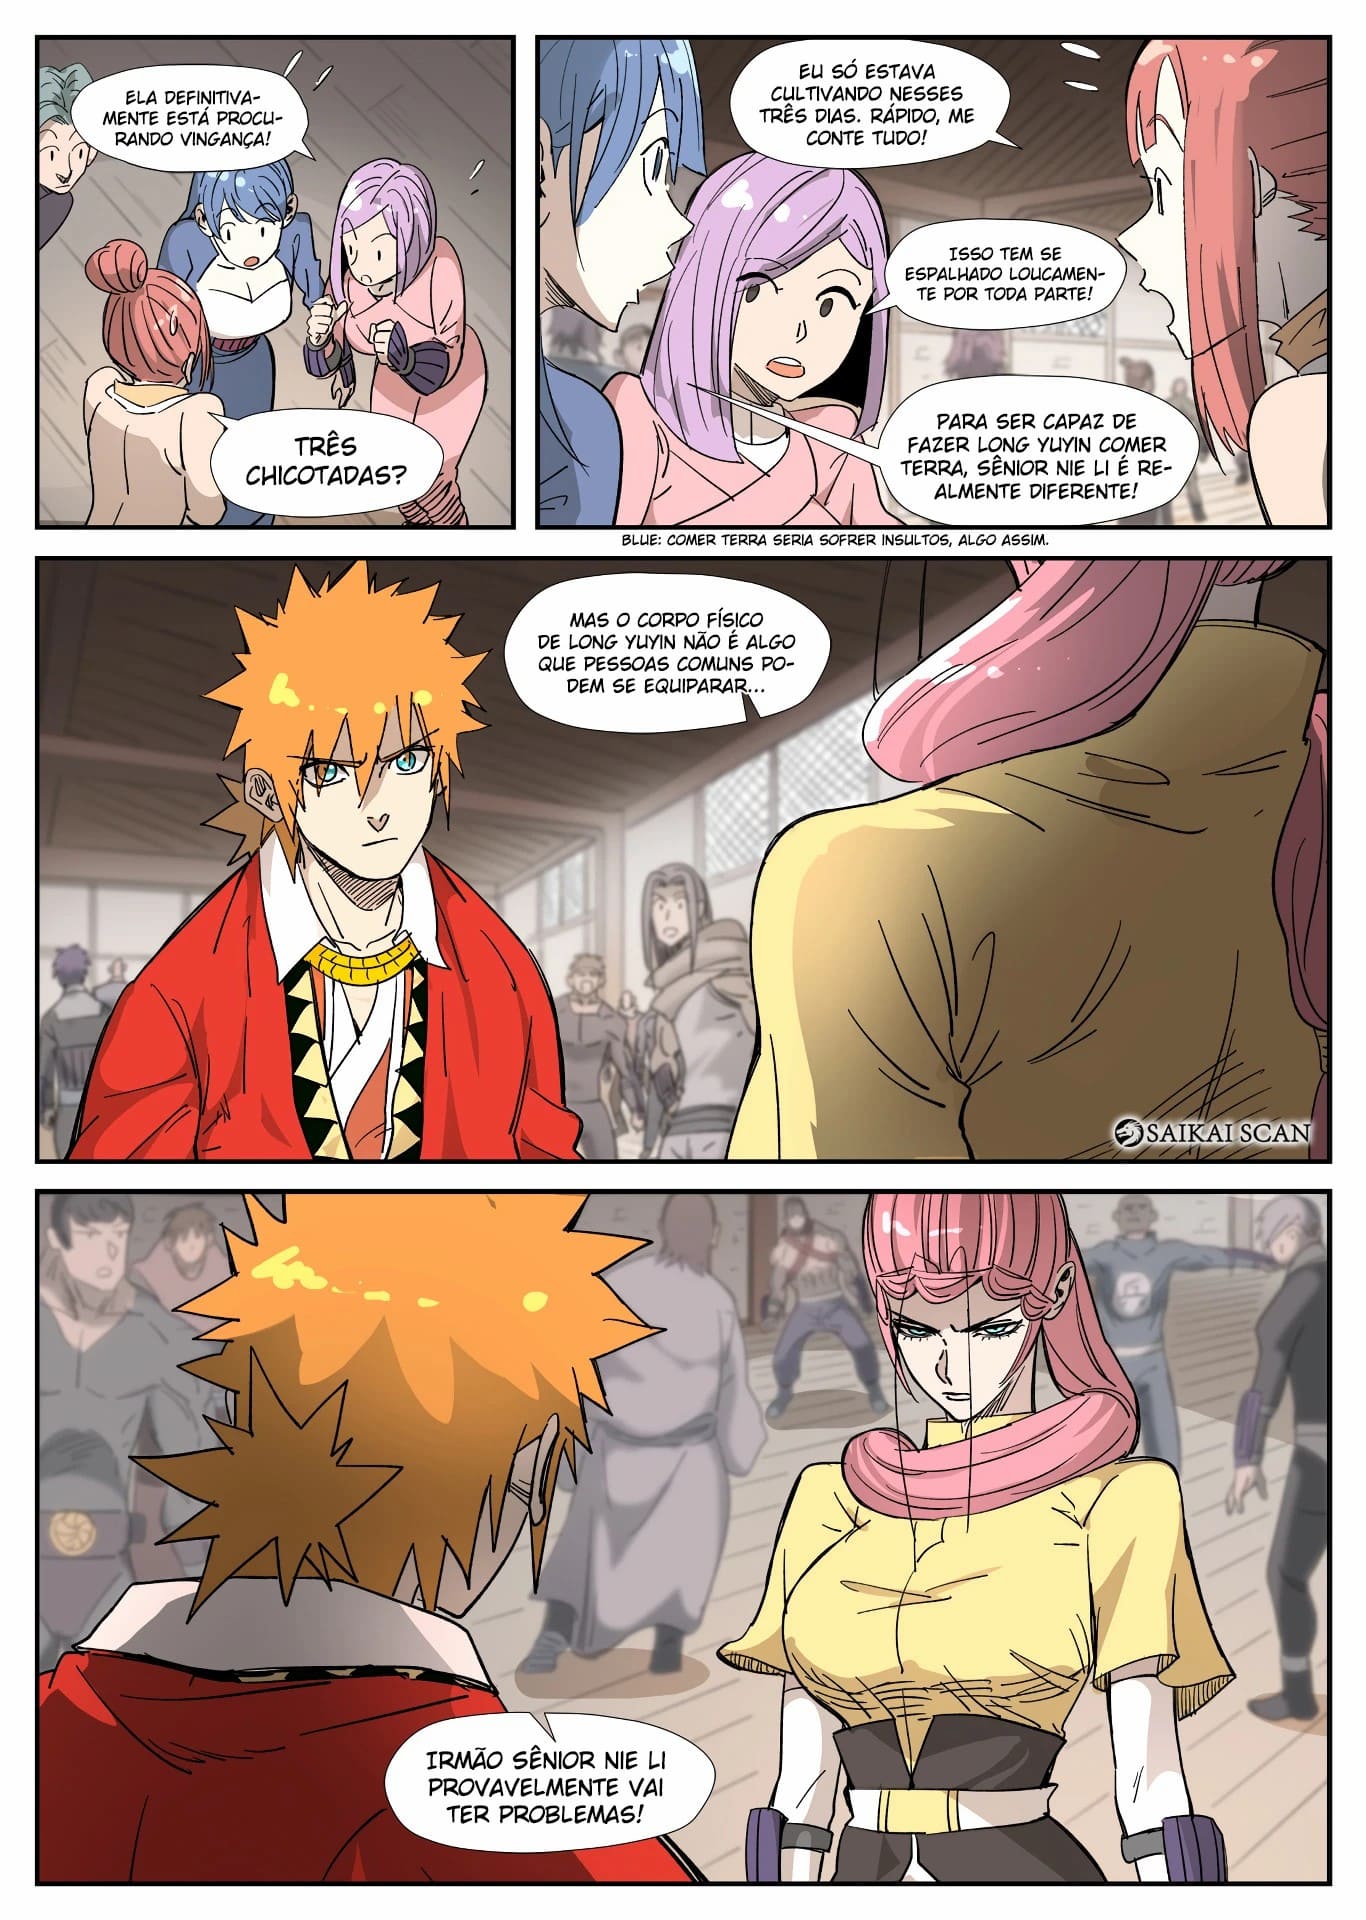 ELA DEFINITIVA-
MENTE ESTÁ PROCU-
RANDO VINGANÇA!
TRÊS
CHICOTADAS?
EU SÓ ESTAVA
CULTIVANDO NESSES
TRÊS DIAS. RÁPIDO, ME
CONTE TUDO!
ISSO TEM SE
ESPALHADO LOUCAMEN-
TE POR TODA PARTE!
PARA SER CAPAZ DE
FAZER LONG YUYIN COMER
TERRA, SÊNIOR NIE LI É RE-
ALMENTE DIFERENTE!
BLUE: COMER TERRA SERIA SOFRER INSULTOS, ALGO ASSIM.
MAS O CORPO FÍSICO
DE LONG YUYIN NÃO É ALGO
QUE PESSOAS COMUNS PO-
DEM SE EQUIPARAR...
SAIKAI SCAN
IRMÃO SÊNIOR NIE LI
PROVAVELMENTE VAI
TER PROBLEMAS!